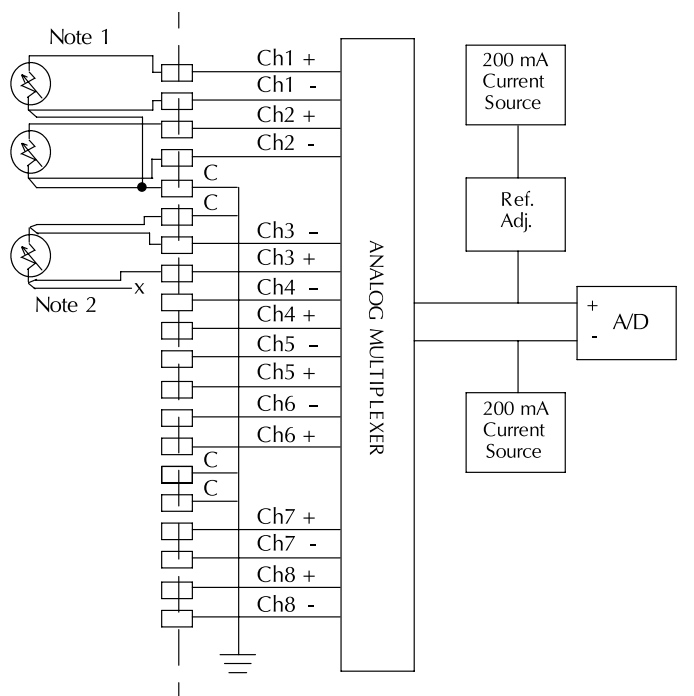 Note 1
Ch1 +
Ch1 -
Ch2 +
Ch2 -
C
C
Ch3 –
Ch3 +
Note 2
x
Ch4 –
Ch4 +
Ch5 –
Ch5 +
Ch6 –
Ch6 +
C
C
Ch7 +
Ch7 -
Ch8 +
Ch8 -
ANALOG MULTIPLEXER
200 mA
Current
Source
Ref.
Adj.
+
-
A/D
200 mA
Current
Source